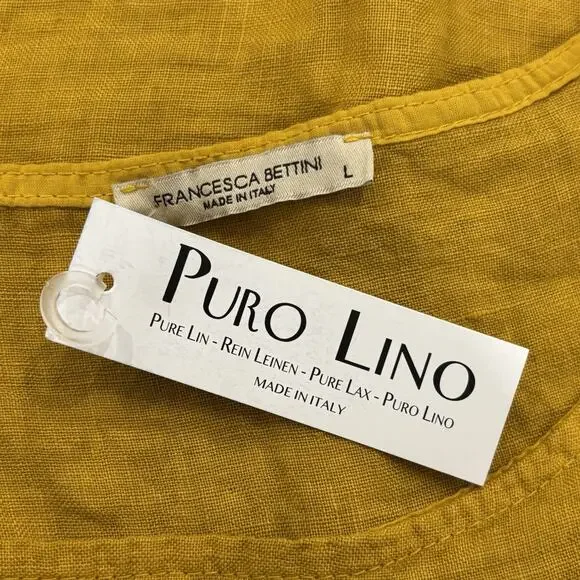 FRANCESCA BETTINI L
MADE IN ITALY
PURO LINO
PURE LIN - REIN LEINEN - PURE LAX - PURO LINO
MADE IN ITALY